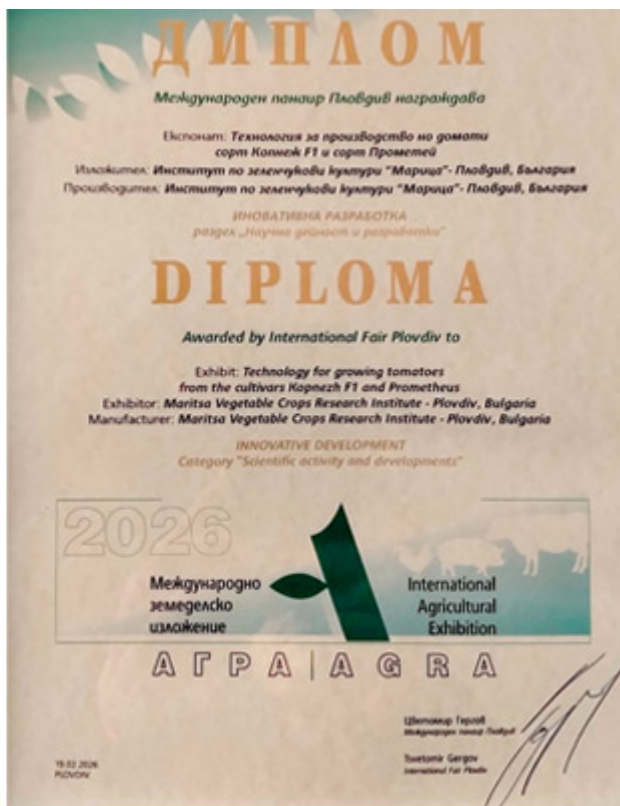 ДИПЛОМ
Международен панаир Пловдив награждава
Експонат: Технология за производство но домати
сорт Копнеж F1 и сорт Прометей
Изложител: Институт по зеленчукови култури "Марица"- Пловдив, България
Производител: Институт по зеленчукови култури "Марица"- Пловдив, България
ИНОВАТИВНА РАЗРАБОТКА
раздел „Научна дейност и разработки"
DIPLOMA
Awarded by International Fair Plovdiv to
Exhibit: Technology for growing tomatoes
from the cultivars Kopnezh F1 and Prometheus
Exhibitor: Maritsa Vegetable Crops Research Institute - Plovdiv, Bulgaria
Manufacturer: Maritsa Vegetable Crops Research Institute - Plovdiv, Bulgaria
INNOVATIVE DEVELOPMENT
Category "Scientific activity and developments"
2026
Международно
земеделско
изложение
International
Agricultural
Exhibition
АГРА | AGRA
Цветомир Гергов
Международен панаир Пловдив
Tsvetomir Gergov
International Fair Plovdiv
19.02.2026
PLOVDIV